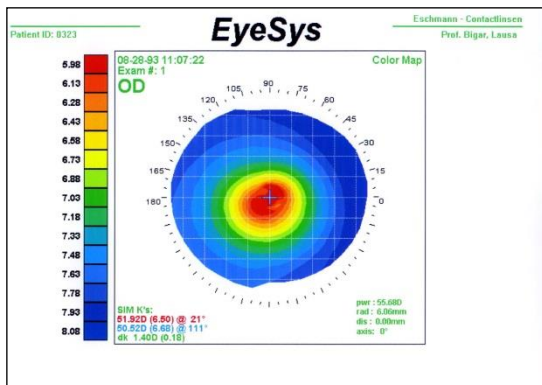 EyeSys
Eschmann - Contactlinsen
Patient ID: 8323
Prof. Bigar, Lausa
08-28-93 11:07:22
Exam #: 1
OD
Color Map
5.98
6.13
6.28
6.43
6.58
6.73
6.88
7.03
7.18
7.33
7.48
7.63
7.78
7.93
8.08
90
105
75
120
60
135
45
150
30
165
15
180
0
SIM K's:
51.92D (6.50) @ 21°
50.52D (6.68) @ 111°
dk 1.40D (0.18)
pwr : 55.68D
rad : 6.06mm
dis : 0.00mm
axis: 0°